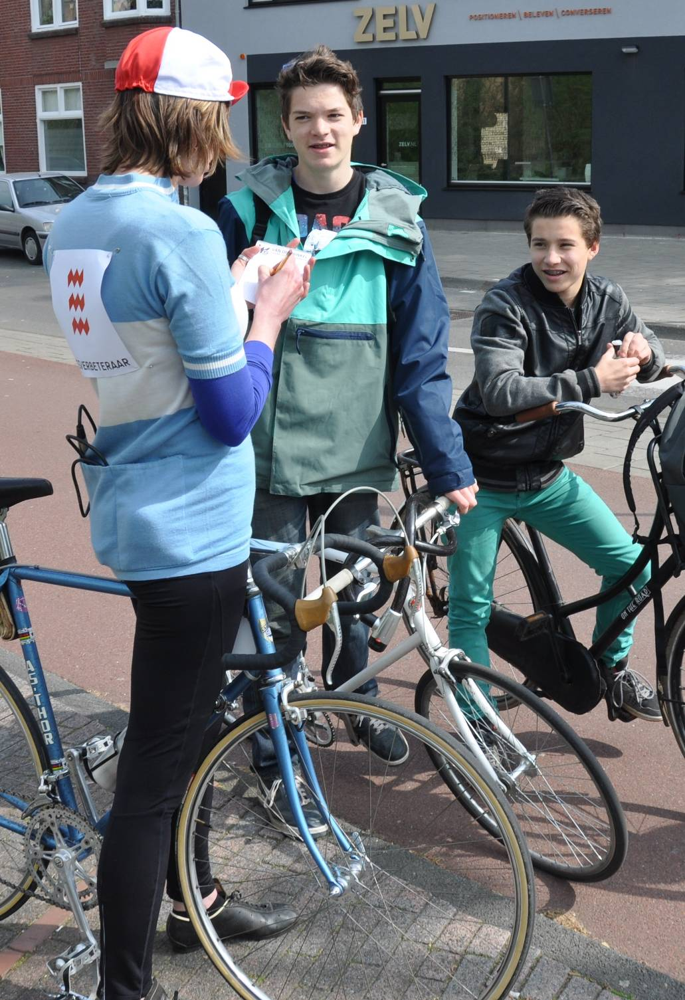 ZELV
POSITIONEREN \ BELEVEN \ CONVERSEREN
ZELV.NL
VERBETERAAR
AS-THOR
ON THE ROAD!